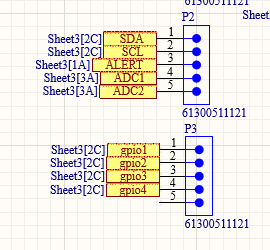 61300511121
Sheet
P2
Sheet3[2C] SDA 1
Sheet3[2C] SCL 2
Sheet3[1A] ALERT 3
Sheet3[3A] ADC1 4
Sheet3[3A] ADC2 5
61300511121
P3
Sheet3[2C] gpio1 1
Sheet3[2C] gpio2 2
Sheet3[2C] gpio3 3
Sheet3[2C] gpio4 4
5
61300511121